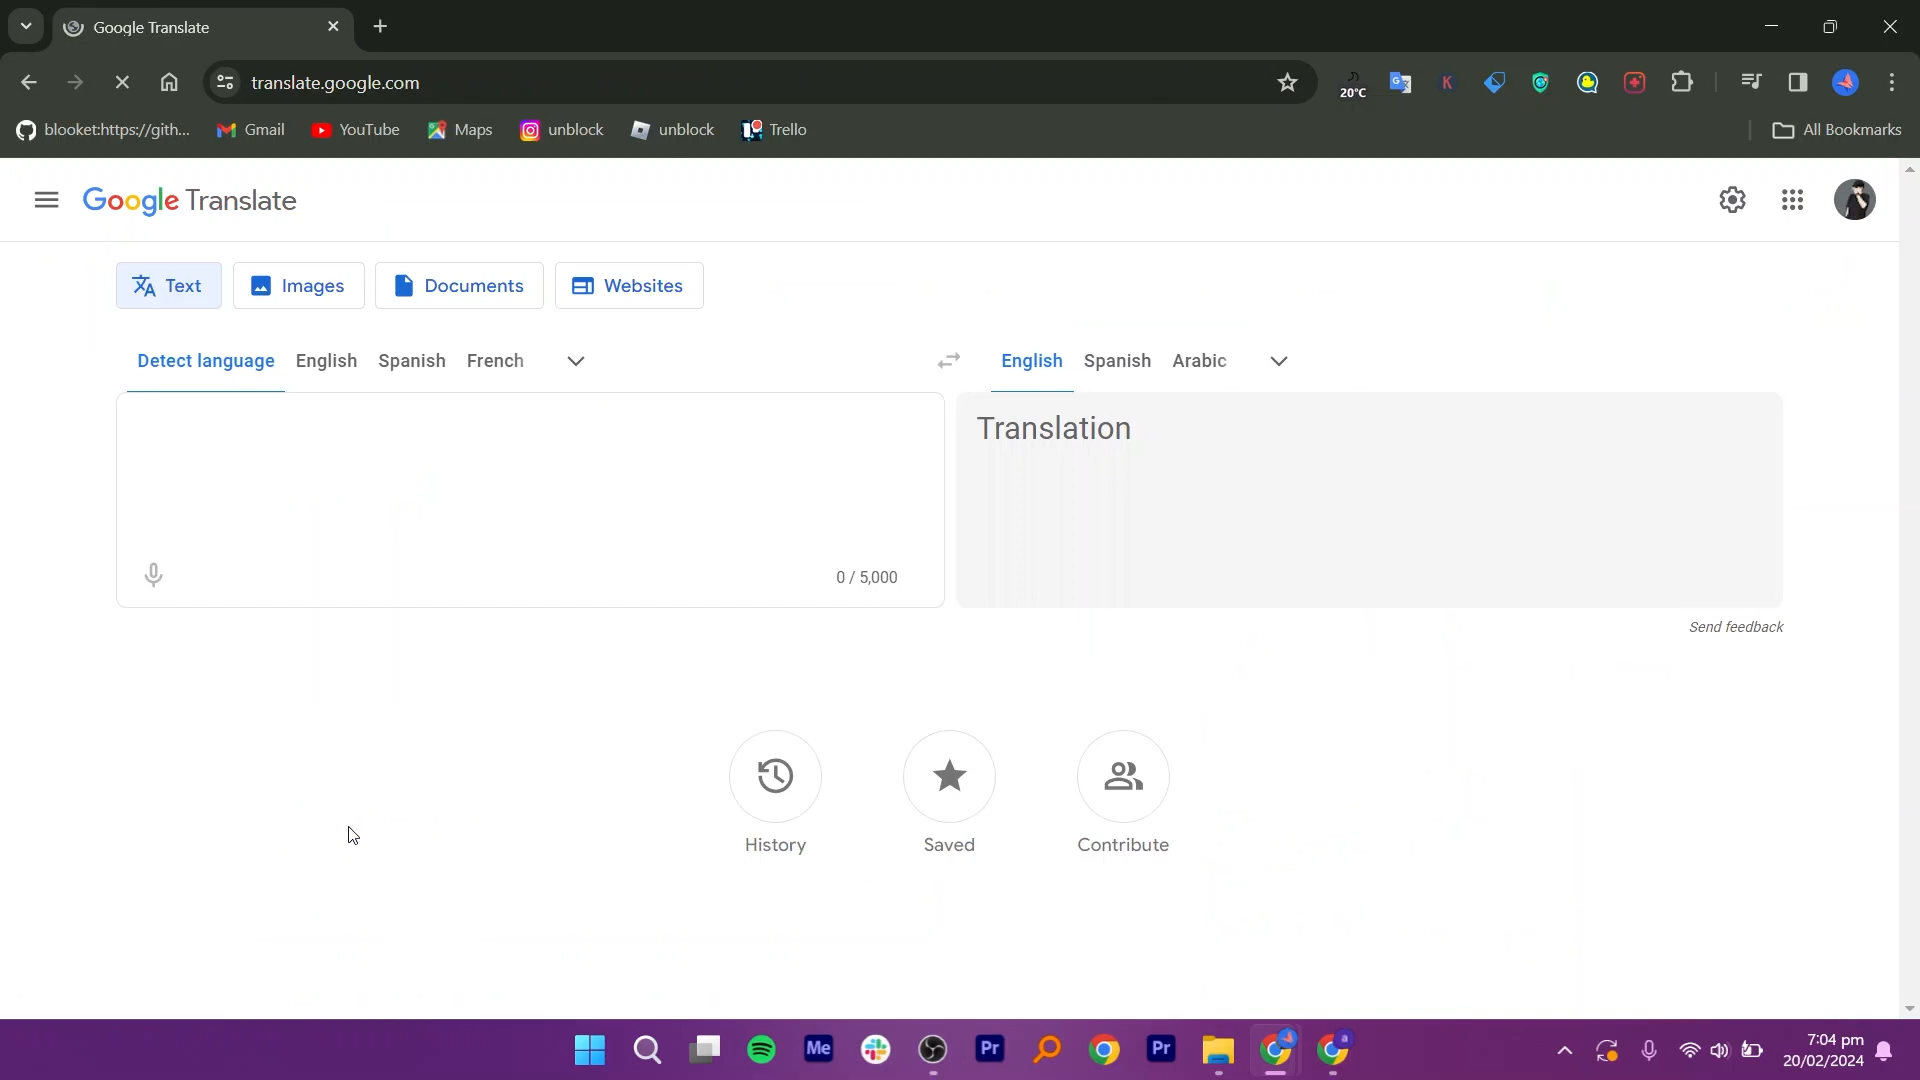 Google Translate
translate.google.com
20°C
K
blooket:https://gith...
Gmail
YouTube
Maps
unblock
unblock
Trello
All Bookmarks
Google Translate
Text
Images
Documents
Websites
Detect language English Spanish French
English Spanish Arabic
Translation
0 / 5,000
Send feedback
History
Saved
Contribute
Me
Pr
Pr
a
7:04 pm
20/02/2024